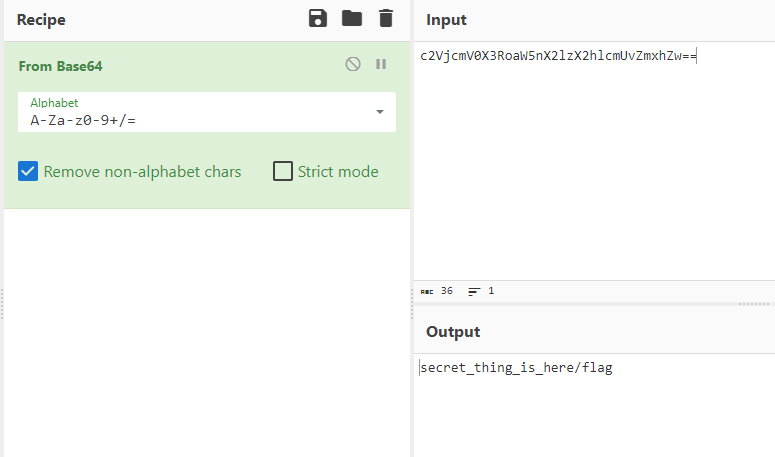 Recipe
From Base64
Alphabet
A-Za-z0-9+/=
Remove non-alphabet chars
Strict mode
Input
c2VjcmV0X3RoaW5nX2lzX2hlcmUvZmxhZw==
ABC 36 1
Output
secret_thing_is_here/flag